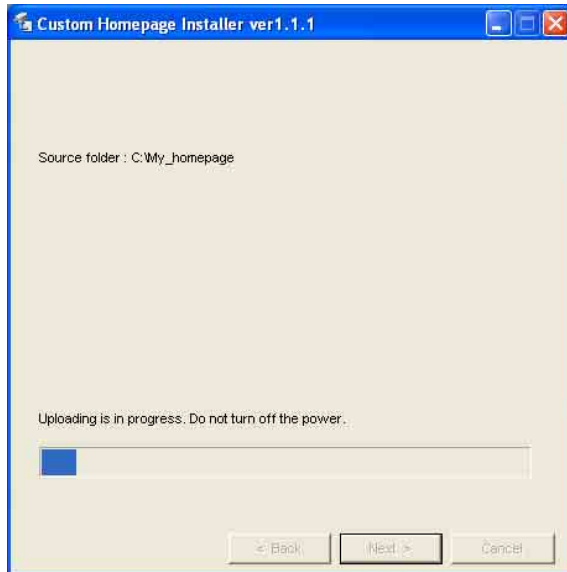 Custom Homepage Installer ver1.1.1
Source folder : C:\My_homepage
Uploading is in progress. Do not turn off the power.
< Back
Next >
Cancel